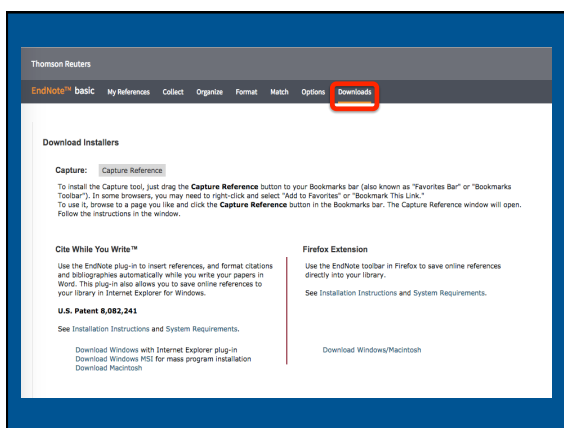 Thomson Reuters
EndNote™ basic My References Collect Organize Format Match Options Downloads
Download Installers
Capture: Capture Reference
To install the Capture tool, just drag the Capture Reference button to your Bookmarks bar (also known as "Favorites Bar" or "Bookmarks
Toolbar"). In some browsers, you may need to right-click and select "Add to Favorites" or "Bookmark This Link."
To use it, browse to a page you like and click the Capture Reference button in the Bookmarks bar. The Capture Reference window will open.
Follow the instructions in the window.
Cite While You Write™
Use the EndNote plug-in to insert references, and format citations
and bibliographies automatically while you write your papers in
Word. This plug-in also allows you to save online references to
your library in Internet Explorer for Windows.
U.S. Patent 8,082,241
See Installation Instructions and System Requirements.
Download Windows with Internet Explorer plug-in
Download Windows MSI for mass program installation
Download Macintosh
Firefox Extension
Use the EndNote toolbar in Firefox to save online references
directly into your library.
See Installation Instructions and System Requirements.
Download Windows/Macintosh